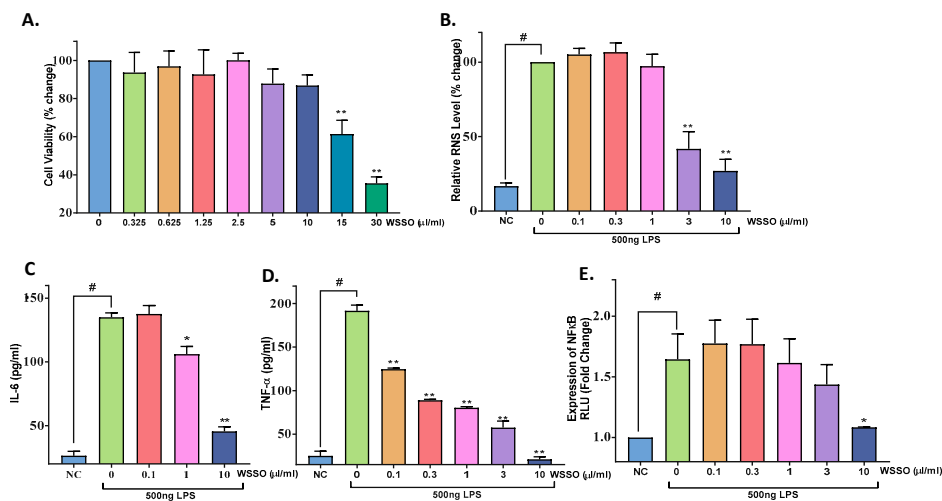 A.
Cell Viability (% change)
120
100
80
60
40
20
**
**
0 0.325 0.625 1.25 2.5 5 10 15 30 WSSO (µl/ml)
B.
Relative RNS Level (% change)
100
50
0
#
**
**
NC 0 0.1 0.3 1 3 10 WSSO (µl/ml)
500ng LPS
C
IL-6 (pg/ml)
150
100
50
#
*
**
NC 0 0.1 1 10 WSSO (µl/ml)
500ng LPS
D.
TNF-α (pg/ml)
200
150
100
50
#
**
**
**
**
**
NC 0 0.1 0.3 1 3 10 WSSO (µl/ml)
500ng LPS
E.
Expression of NFκB
RLU (Fold Change)
2.0
1.5
1.0
#
*
NC 0 0.1 0.3 1 3 10 WSSO (µl/ml)
500ng LPS